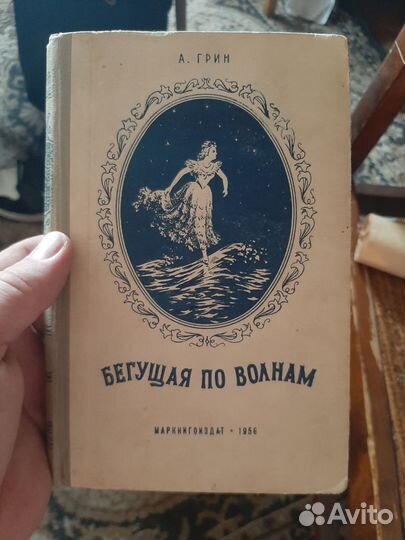 А. ГРИН
БЕГУЩАЯ ПО ВОЛНАМ
МАРКНИГОИЗДАТ • 1956
Avito